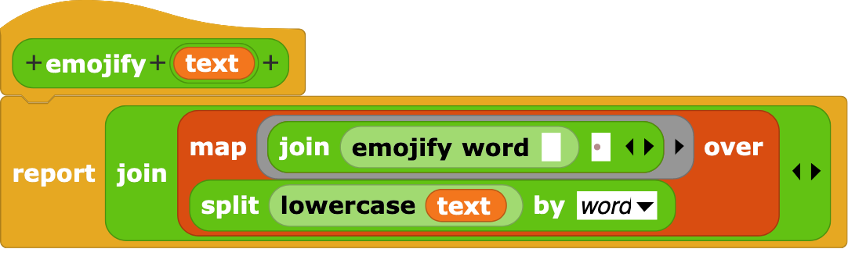 + emojify + text +
map join emojify word over
report join
split lowercase text by word